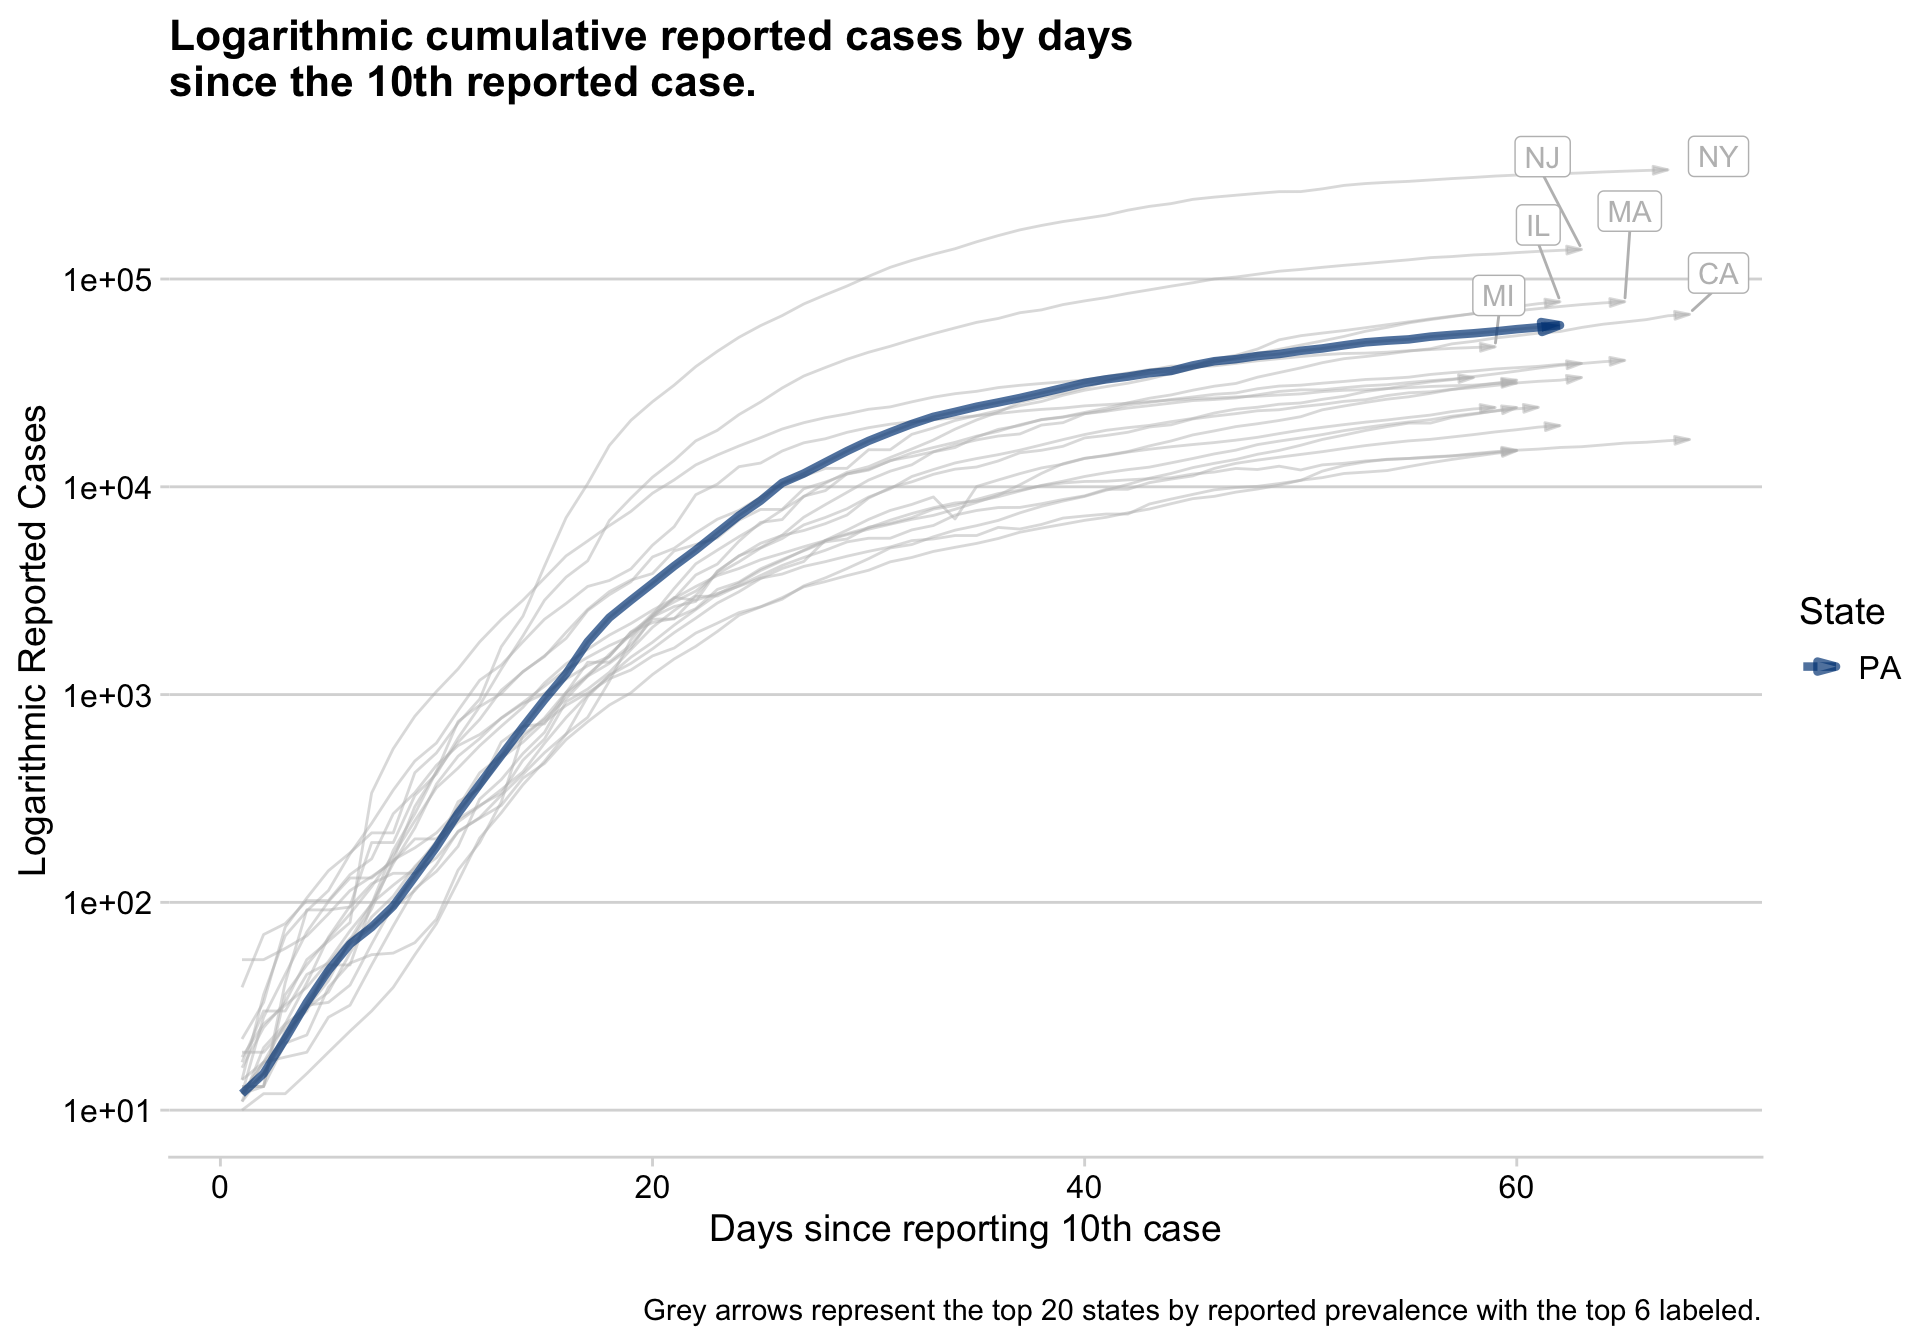 Logarithmic cumulative reported cases by days
since the 10th reported case.
NJ
NY
IL
MA
CA
MI
1e+05
1e+04
1e+03
1e+02
1e+01
Logarithmic Reported Cases
State
PA
0
20
40
60
Days since reporting 10th case
Grey arrows represent the top 20 states by reported prevalence with the top 6 labeled.